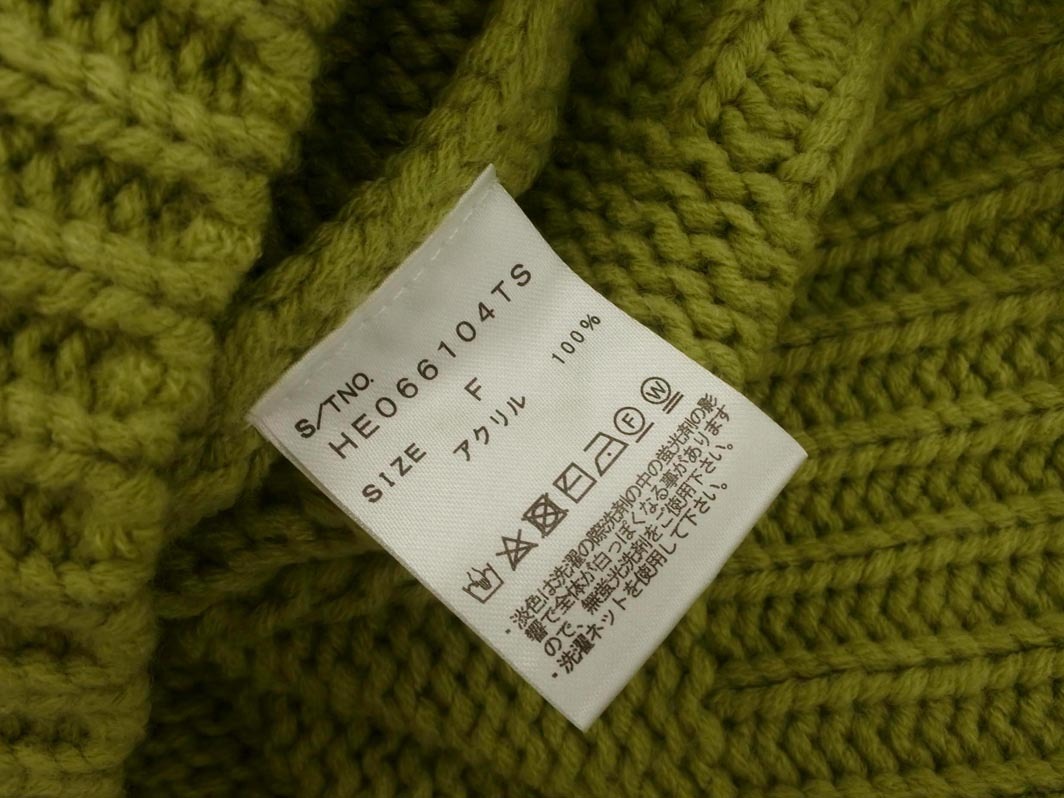 S/TNO.
HE066104TS
SIZE F
アクリル 100%
F W
・淡色は洗濯の際洗剤の中の蛍光剤の影
響で全体が白っぽくなる事があります
ので、無蛍光洗剤をご使用下さい。
・洗濯ネットを使用して下さい。